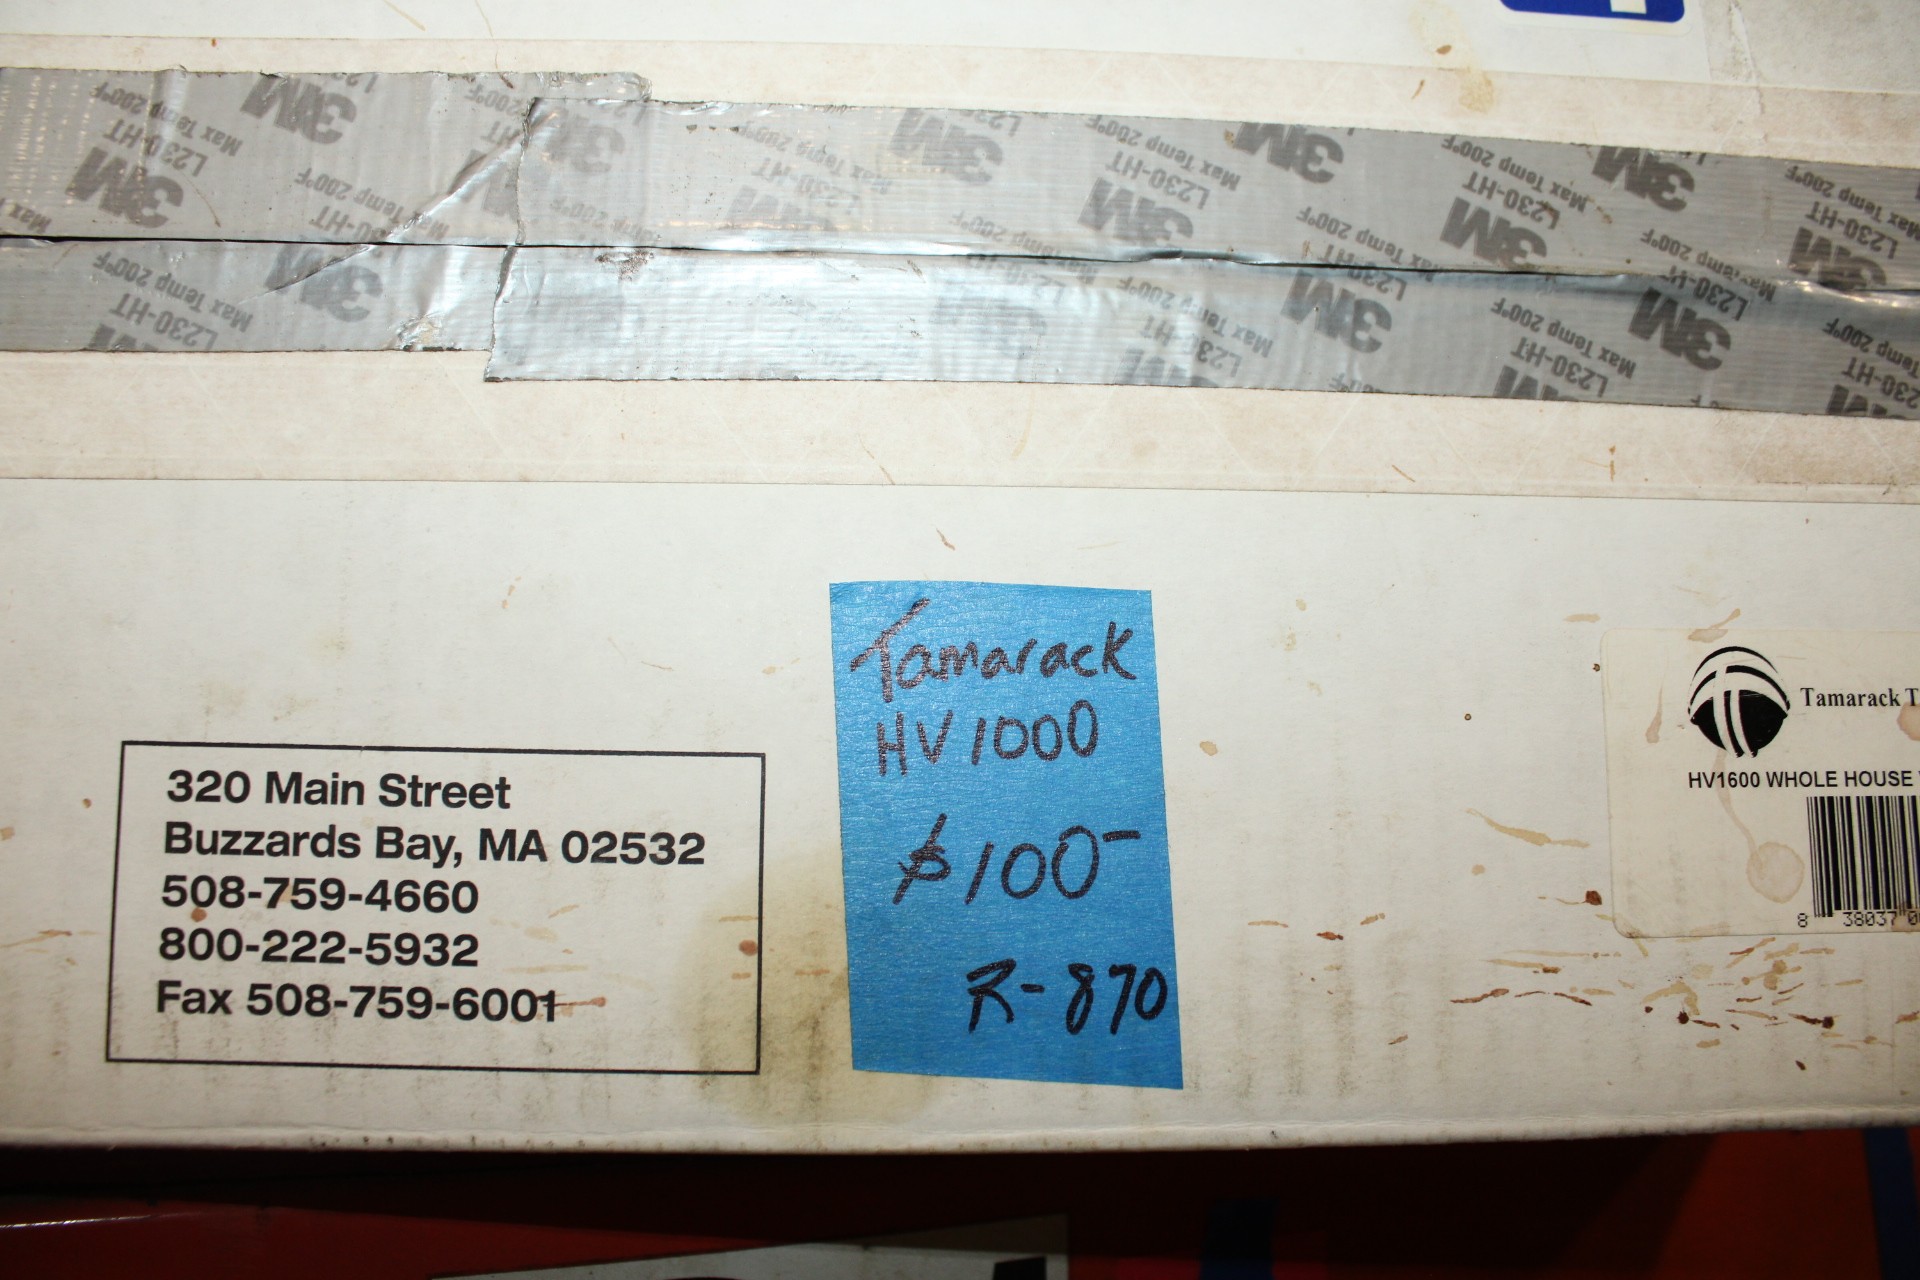 3M
L230-HT
Max Temp 200°F
320 Main Street
Buzzards Bay, MA 02532
508-759-4660
800-222-5932
Fax 508-759-6001
Tamarack
HV1000
$100-
R-870
Tamarack
HV1600 WHOLE HOUSE
8 38037